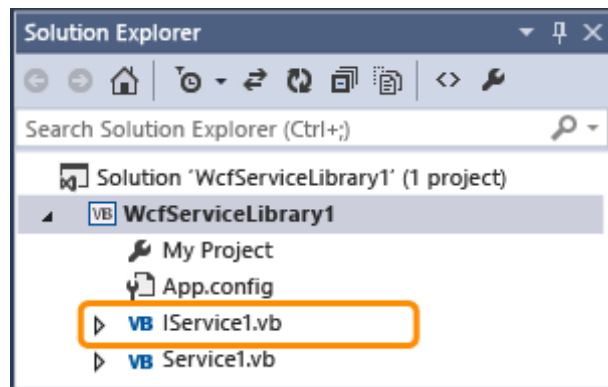 Solution Explorer
Search Solution Explorer (Ctrl+;)
Solution 'WcfServiceLibrary1' (1 project)
VB WcfServiceLibrary1
My Project
App.config
VB IService1.vb
VB Service1.vb